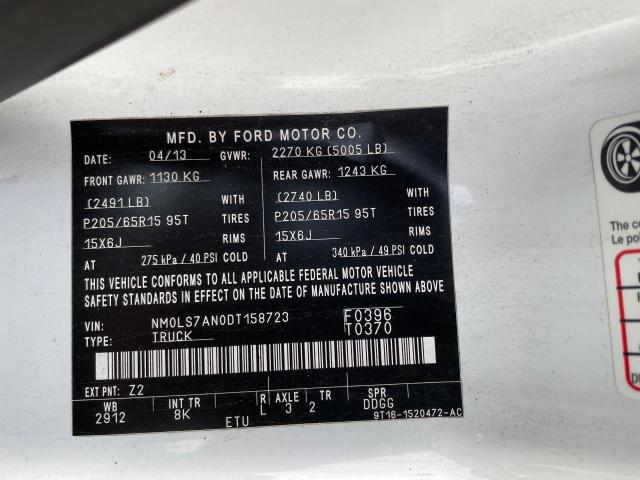 MFD. BY FORD MOTOR CO.
DATE: 04/13 GVWR: 2270 KG (5005 LB)
FRONT GAWR: 1130 KG REAR GAWR: 1243 KG
(2491 LB) WITH (2740 LB) WITH
P205/65R15 95T TIRES P205/65R15 95T TIRES
15X6J RIMS 15X6J RIMS
AT 275 kPa / 40 PSI COLD AT 340 kPa / 49 PSI COLD
THIS VEHICLE CONFORMS TO ALL APPLICABLE FEDERAL MOTOR VEHICLE
SAFETY STANDARDS IN EFFECT ON THE DATE OF MANUFACTURE SHOWN ABOVE
VIN: NM0LS7AN0DT158723 F0396
TYPE: TRUCK T0370
EXT PNT: Z2
WB INT TR R AXLE TR SPR
2912 8K L 3 2 DDGG
ETU 9T16-1520472-AC
The co
Le po